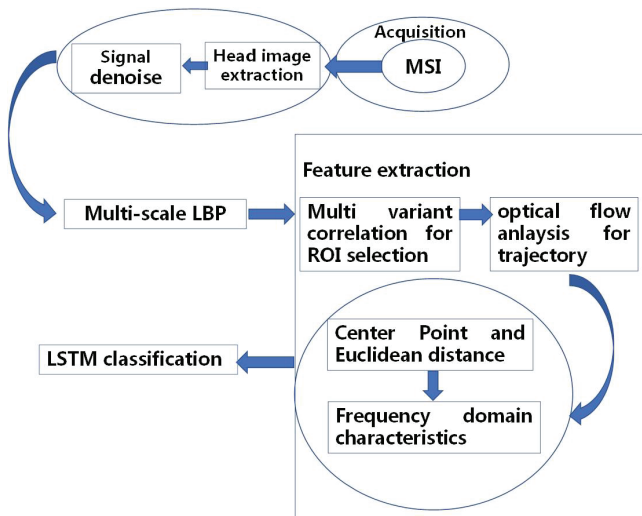 Acquisition
MSI
Head image
extraction
Signal
denoise
Multi-scale LBP
Feature extraction
Multi variant
correlation for
ROI selection
optical flow
anlaysis for
trajectory
Center Point and
Euclidean distance
Frequency domain
characteristics
LSTM classification